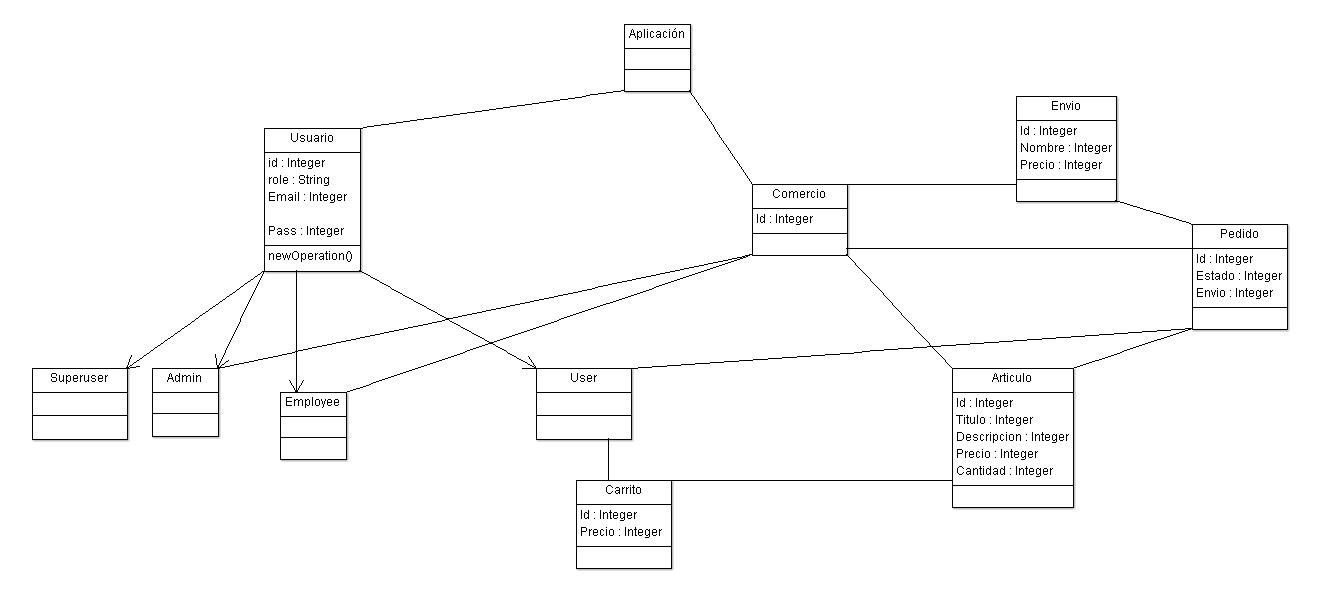 Aplicación
Envio
Id : Integer
Nombre : Integer
Precio : Integer
Usuario
id : Integer
role : String
Email : Integer
Pass : Integer
newOperation()
Comercio
Id : Integer
Pedido
Id : Integer
Estado : Integer
Envio : Integer
Superuser
Admin
Employee
User
Articulo
Id : Integer
Titulo : Integer
Descripcion : Integer
Precio : Integer
Cantidad : Integer
Carrito
Id : Integer
Precio : Integer